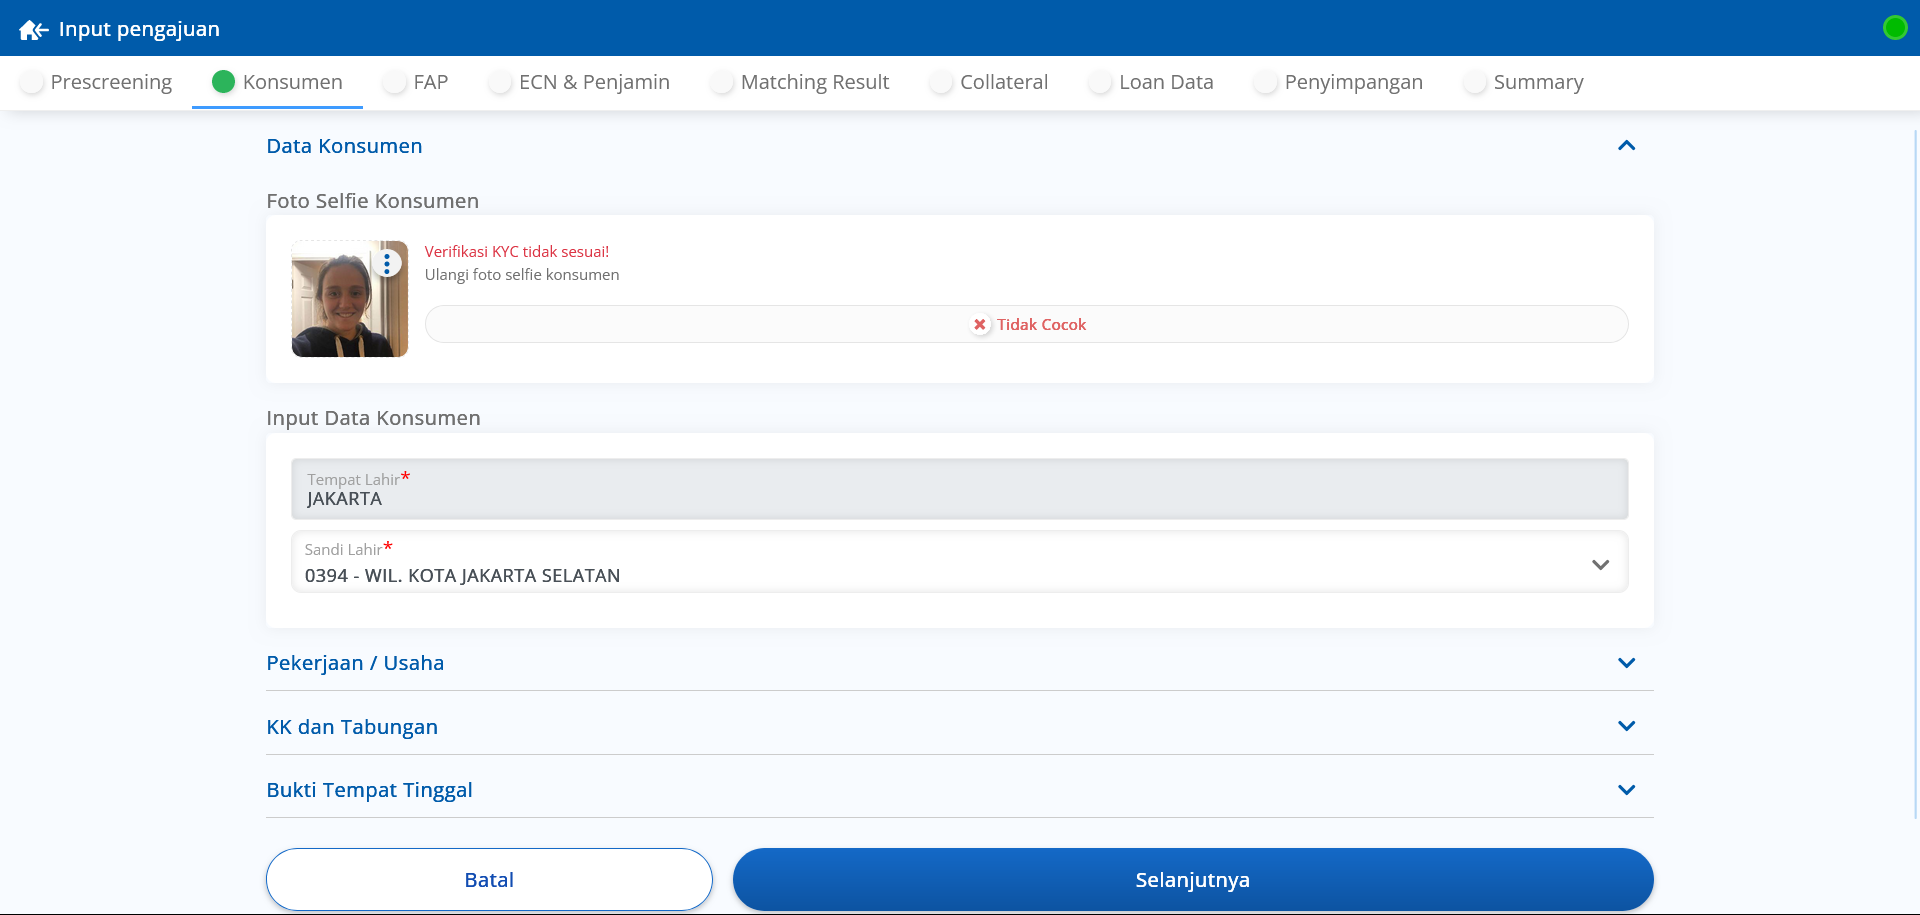 Input pengajuan
Prescreening
Konsumen
FAP
ECN & Penjamin
Matching Result
Collateral
Loan Data
Penyimpangan
Summary
Data Konsumen
Foto Selfie Konsumen
Verifikasi KYC tidak sesuai!
Ulangi foto selfie konsumen
Tidak Cocok
Input Data Konsumen
Tempat Lahir*
JAKARTA
Sandi Lahir*
0394 - WIL. KOTA JAKARTA SELATAN
Pekerjaan / Usaha
KK dan Tabungan
Bukti Tempat Tinggal
Batal
Selanjutnya